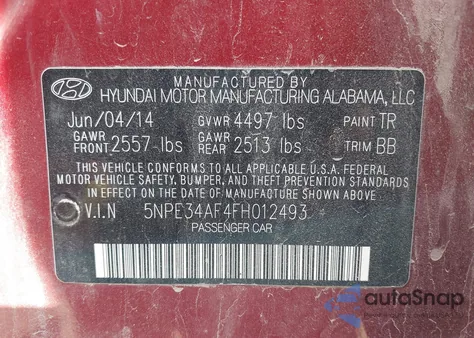 MANUFACTURED BY
HYUNDAI MOTOR MANUFACTURING ALABAMA, LLC
Jun/04/14 GVWR 4497 lbs PAINT TR
GAWR FRONT 2557 lbs GAWR REAR 2513 lbs TRIM BB
THIS VEHICLE CONFORMS TO ALL APPLICABLE U.S.A. FEDERAL
MOTOR VEHICLE SAFETY, BUMPER, AND THEFT PREVENTION STANDARDS
IN EFFECT ON THE DATE OF MANUFACTURE SHOWN ABOVE.
V.I.N 5NPE34AF4FH012493
PASSENGER CAR
autaSnap